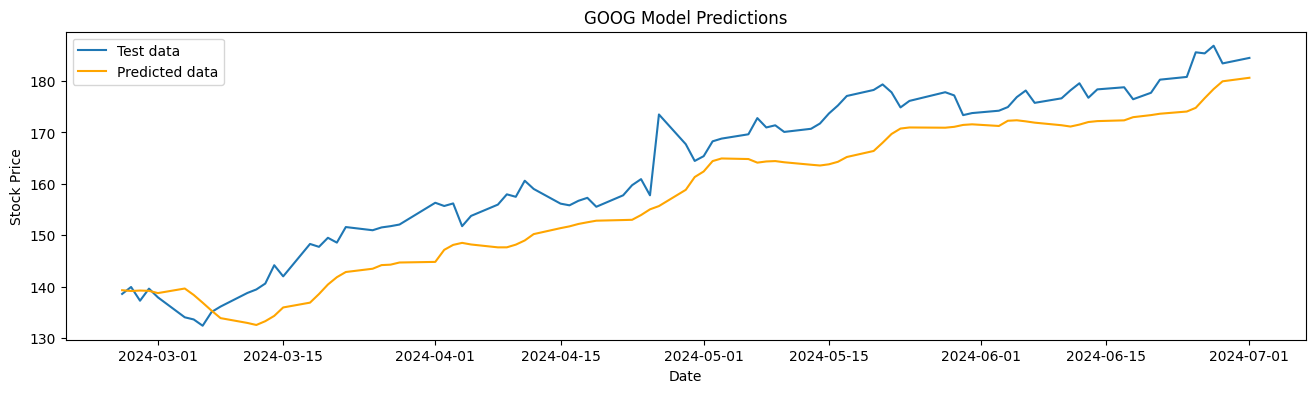 GOOG Model Predictions
Test data
Predicted data
Stock Price
180
170
160
150
140
130
2024-03-01 2024-03-15 2024-04-01 2024-04-15 2024-05-01 2024-05-15 2024-06-01 2024-06-15 2024-07-01
Date